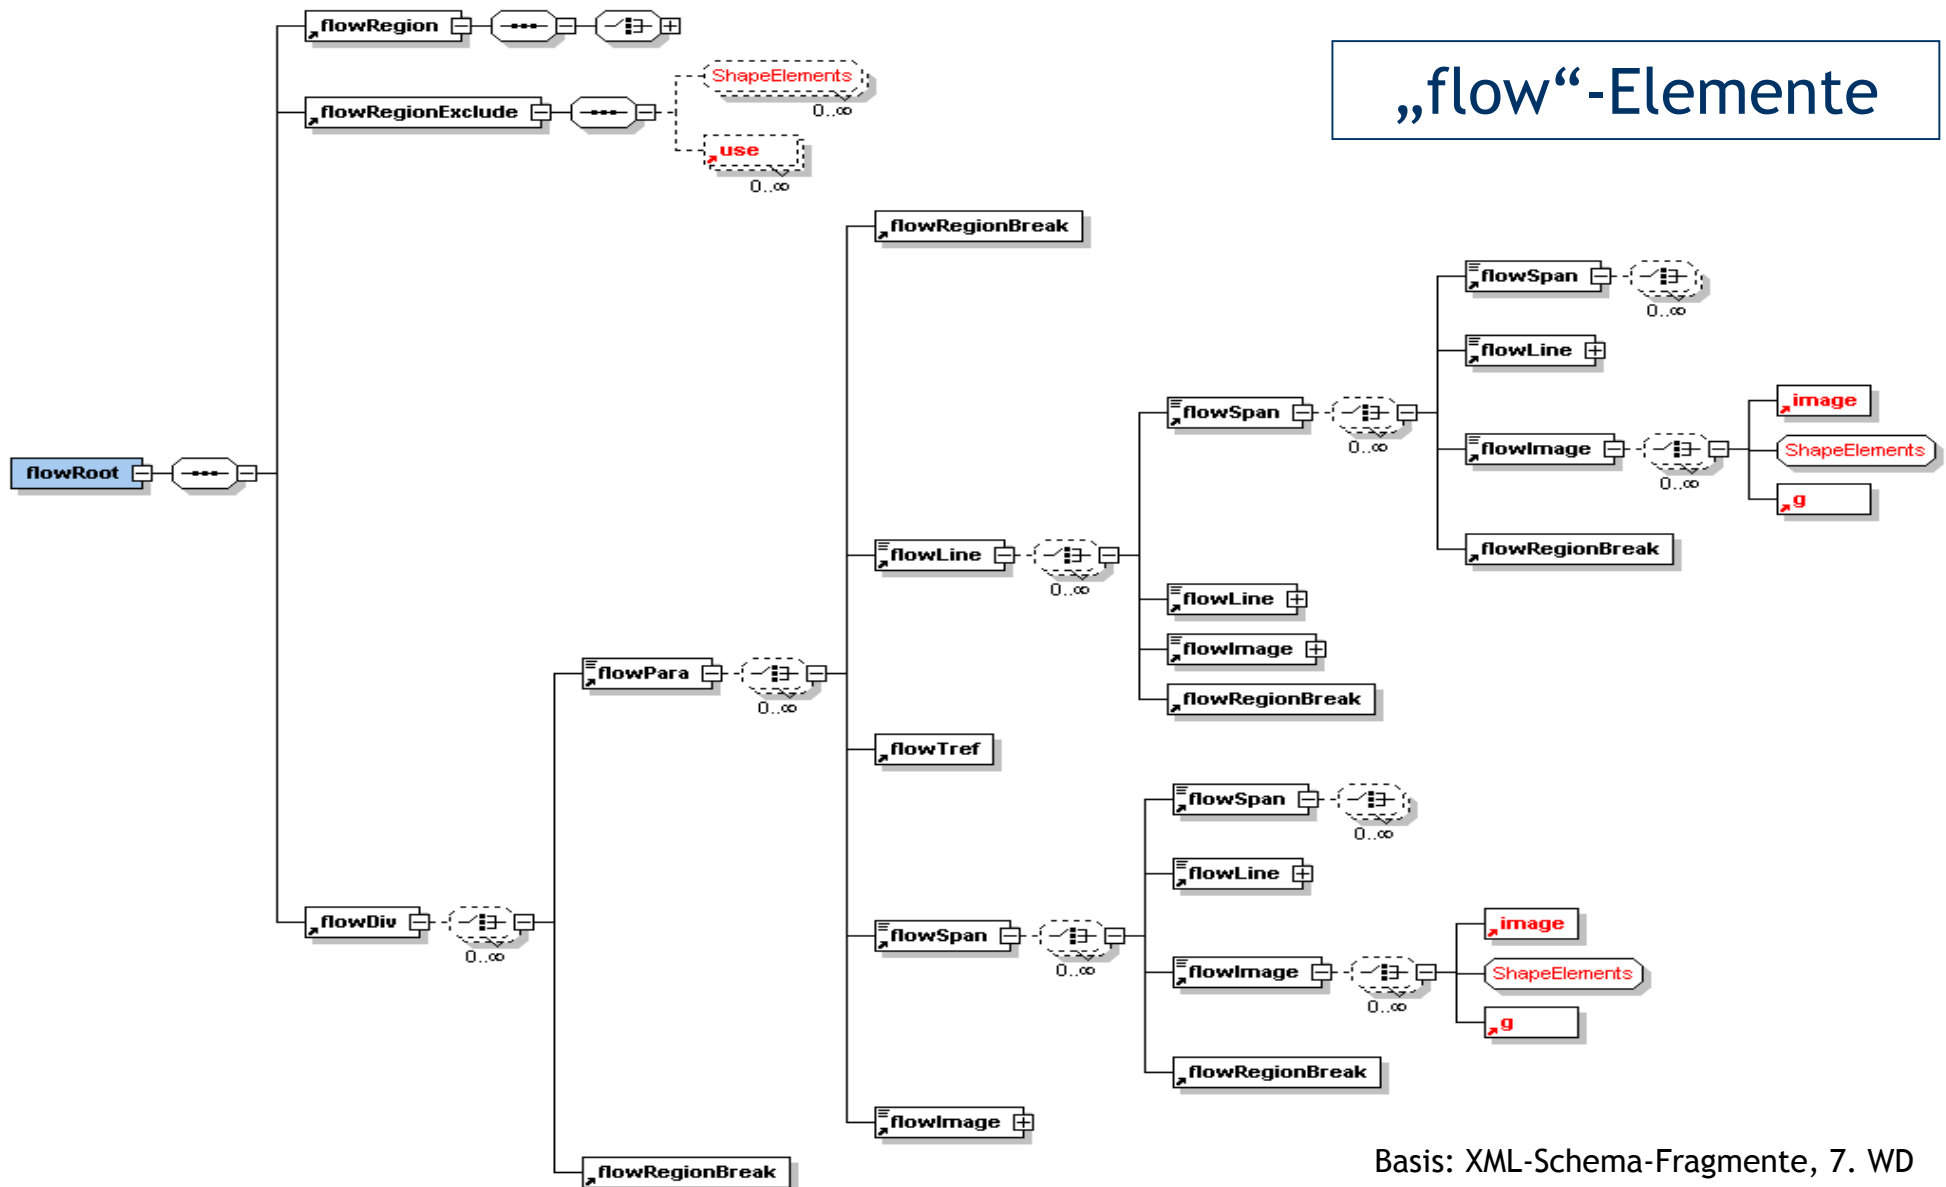 flowRegion
„flow“-Elemente
ShapeElements
0..∞
flowRegionExclude
use
0..∞
flowRegionBreak
flowSpan
0..∞
flowLine
flowSpan
0..∞
image
flowImage
0..∞
ShapeElements
g
flowRoot
flowRegionBreak
flowLine
0..∞
flowLine
flowImage
flowRegionBreak
flowPara
0..∞
flowTref
flowSpan
0..∞
flowLine
flowDiv
0..∞
flowSpan
0..∞
image
flowImage
0..∞
ShapeElements
g
flowRegionBreak
flowImage
flowRegionBreak
Basis: XML-Schema-Fragmente, 7. WD